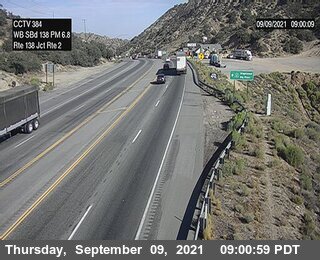 CCTV 384
WB SBd 138 PM 6.8
Rte 138 Jct Rte 2
09/09/2021 09:00:09
Thursday, September 09, 2021 09:00:59 PDT